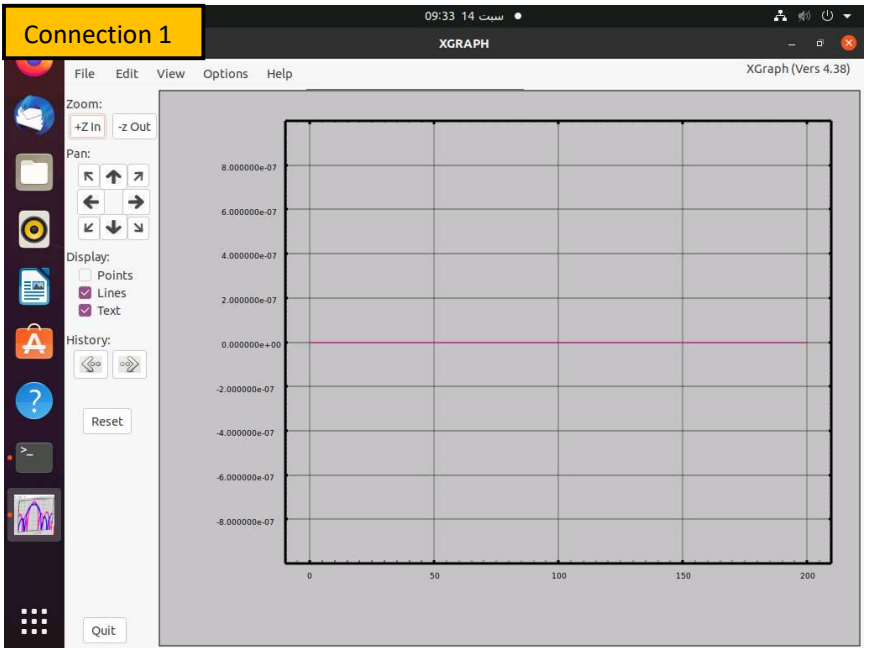 Connection 1
09:33 14 سبت
XGRAPH
File Edit View Options Help
XGraph (Vers 4.38)
Zoom:
+Z In -z Out
Pan:
Display:
Points
Lines
Text
History:
Reset
Quit
8.000000e-07
6.000000e-07
4.000000e-07
2.000000e-07
0.000000e+00
-2.000000e-07
-4.000000e-07
-6.000000e-07
-8.000000e-07
0 50 100 150 200